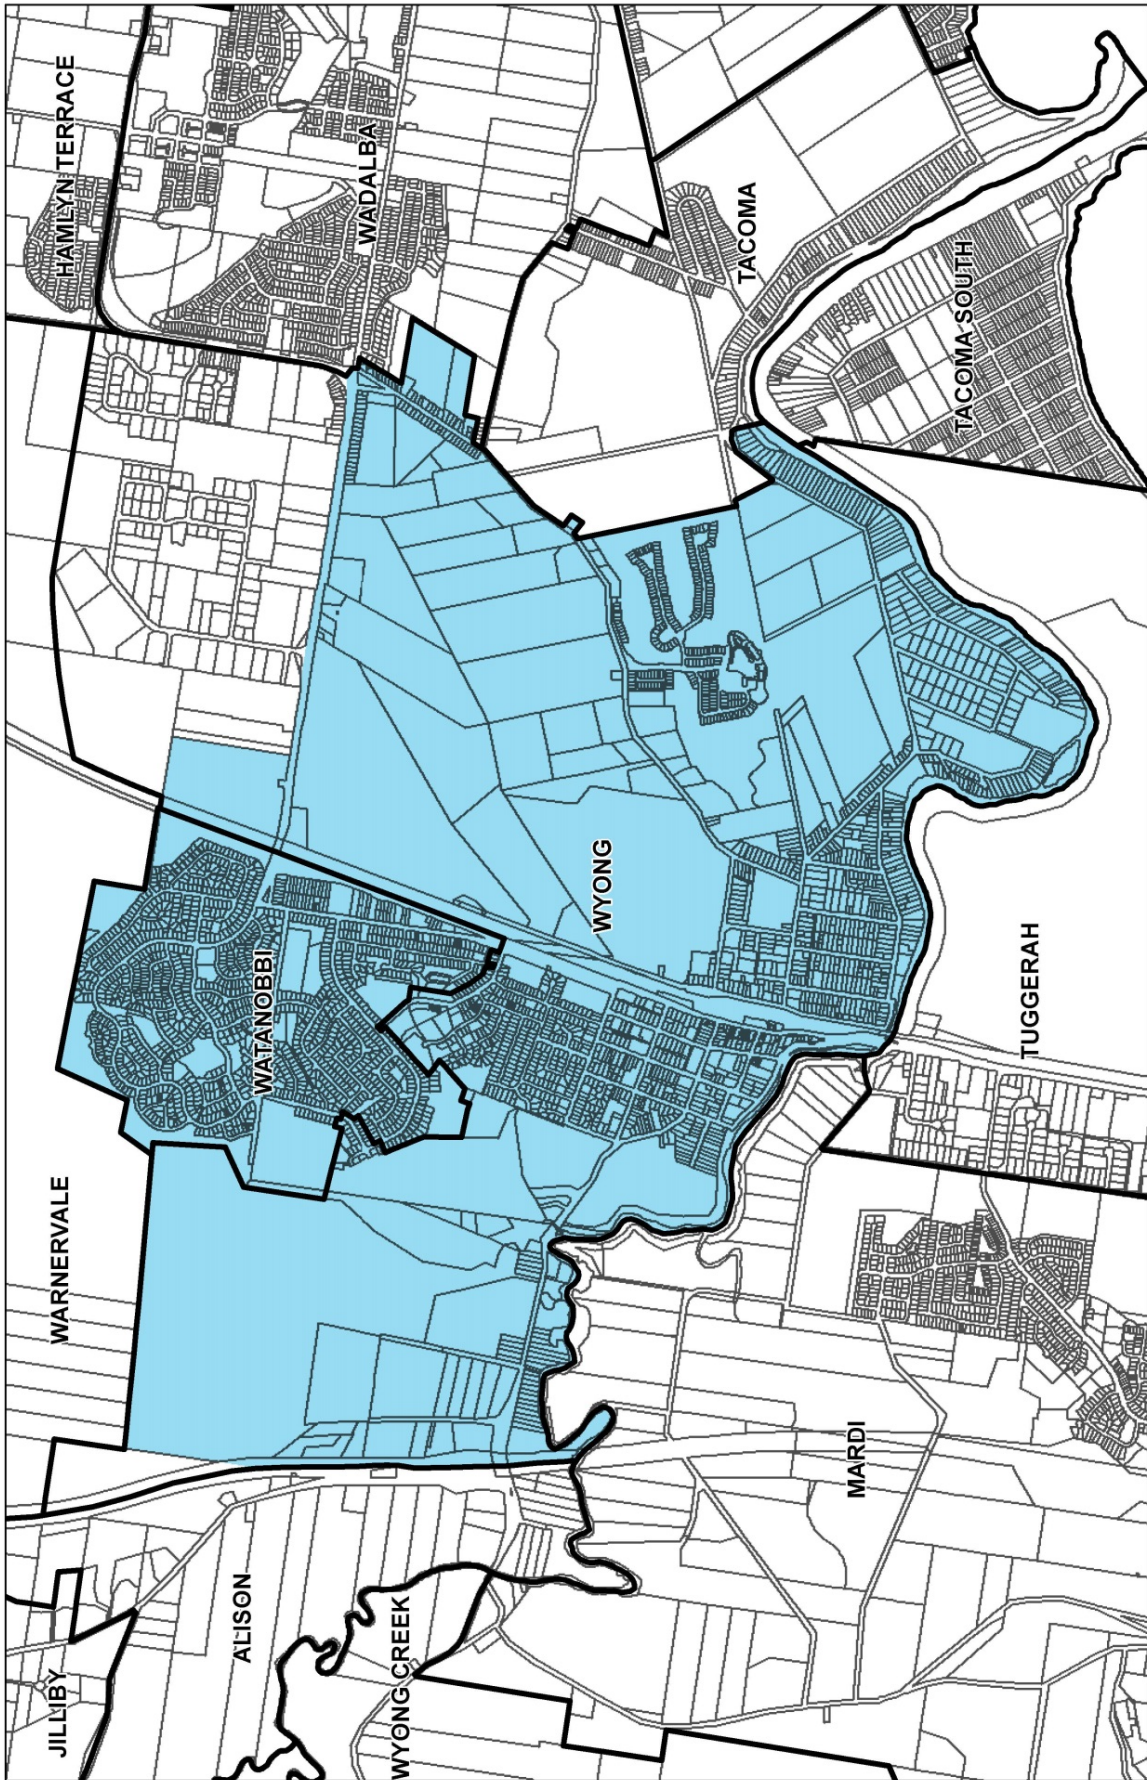 JILLIBY
WARNERVALE
HAMLYN TERRACE
ALISON
WATANOBBI
WADALBA
WYONG CREEK
WYONG
TACOMA
MARDI
TACOMA SOUTH
TUGGERAH